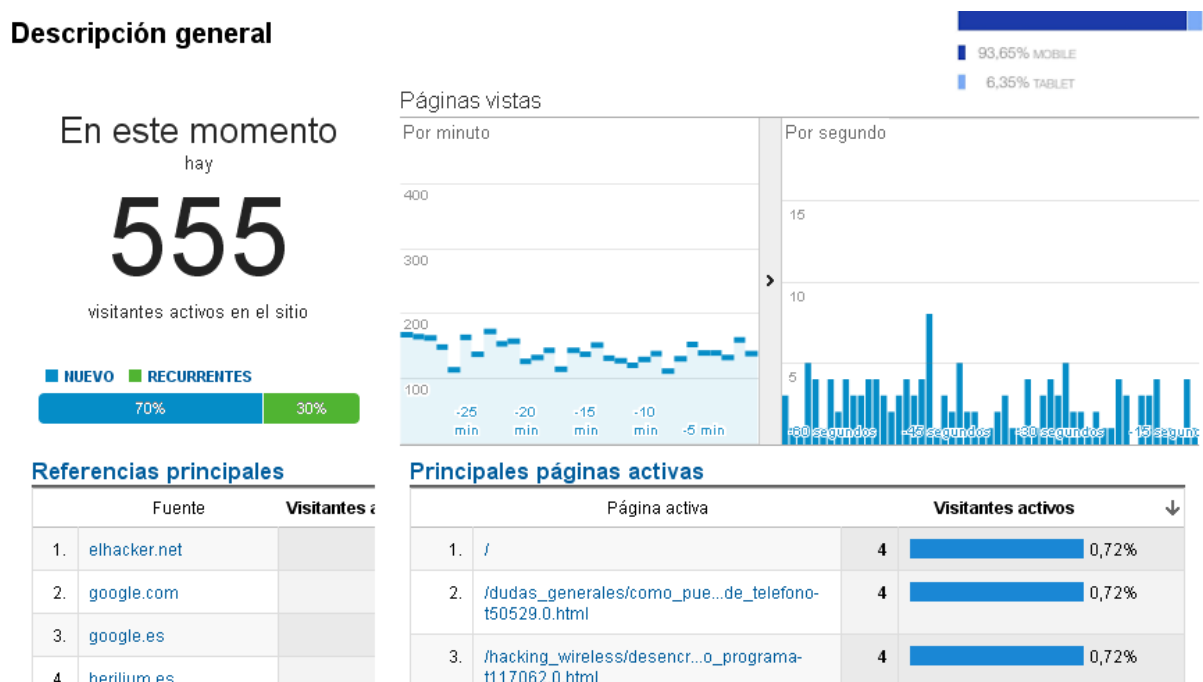 Descripción general
93,65% MOBILE
6,35% TABLET
En este momento
hay
555
visitantes activos en el sitio
NUEVO RECURRENTES
70% 30%
Páginas vistas
Por minuto
400
300
200
100
-25 min
-20 min
-15 min
-10 min
-5 min
Por segundo
15
10
5
-60 segundos
-45 segundos
-30 segundos
Referencias principales
Fuente Visitantes
1. elhacker.net
2. google.com
3. google.es
4. berilium.es
Principales páginas activas
Página activa Visitantes activos
1. / 4 0,72%
2. /dudas_generales/como_pue...de_telefono-
t50529.0.html 4 0,72%
3. /hacking_wireless/desencr...o_programa-
t117062.0.html 4 0,72%